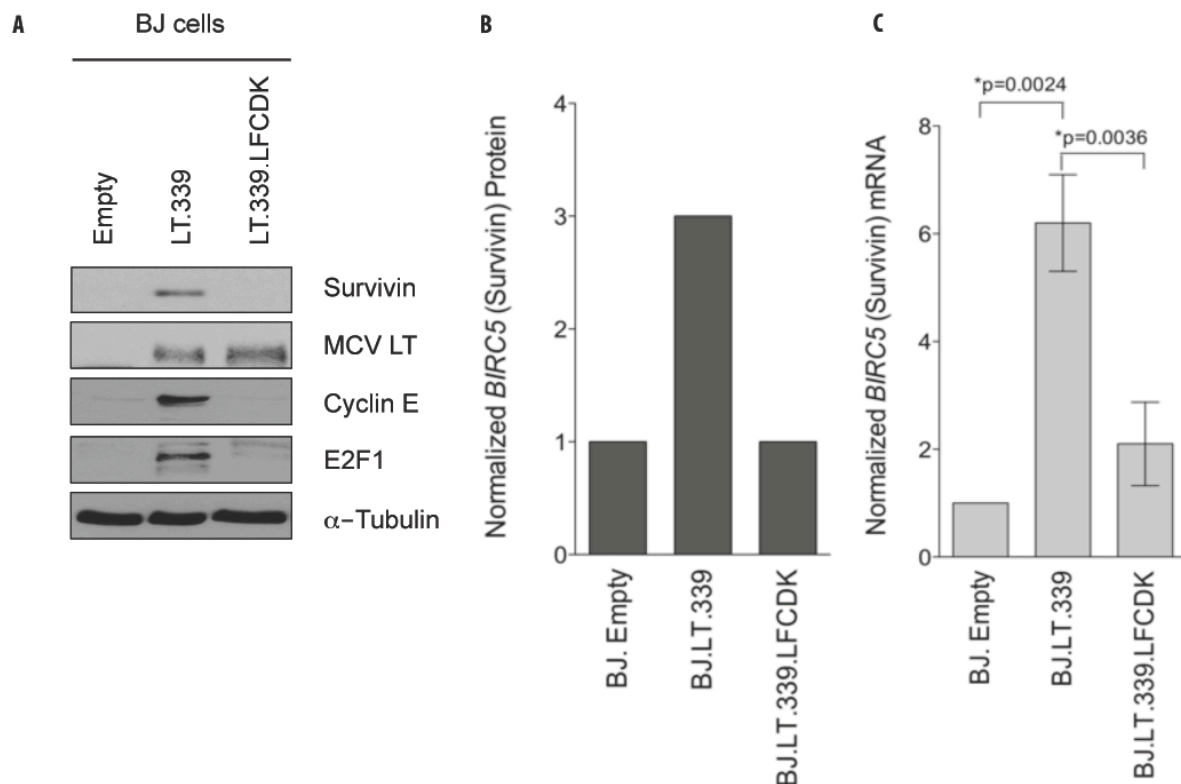 A
BJ cells
Empty
LT.339
LT.339.LFCDK
Survivin
MCV LT
Cyclin E
E2F1
α–Tubulin
B
Normalized BIRC5 (Survivin) Protein
4
3
2
1
0
BJ. Empty
BJ.LT.339
BJ.LT.339.LFCDK
C
Normalized BIRC5 (Survivin) mRNA
*p=0.0024
*p=0.0036
8
6
4
2
0
BJ. Empty
BJ.LT.339
BJ.LT.339.LFCDK